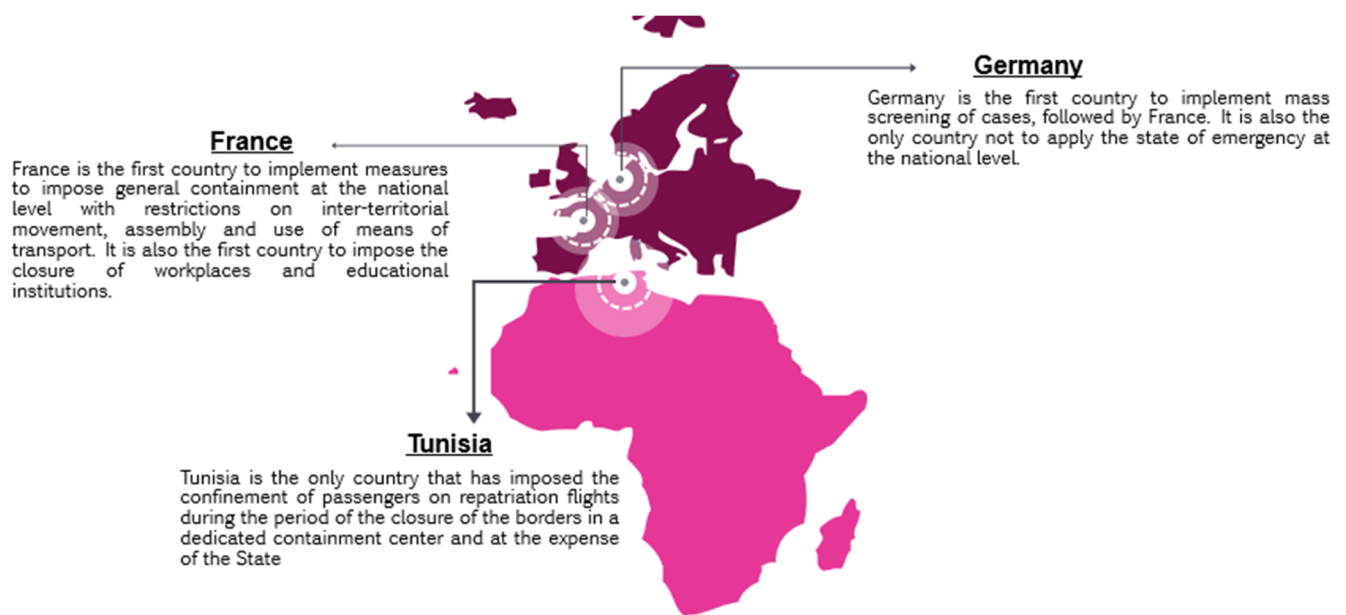 Germany
Germany is the first country to implement mass
screening of cases, followed by France. It is also the
only country not to apply the state of emergency at
the national level.
France
France is the first country to implement measures
to impose general containment at the national
level with restrictions on inter-territorial
movement, assembly and use of means of
transport. It is also the first country to impose the
closure of workplaces and educational
institutions.
Tunisia
Tunisia is the only country that has imposed the
confinement of passengers on repatriation flights
during the period of the closure of the borders in a
dedicated containment center and at the expense
of the State